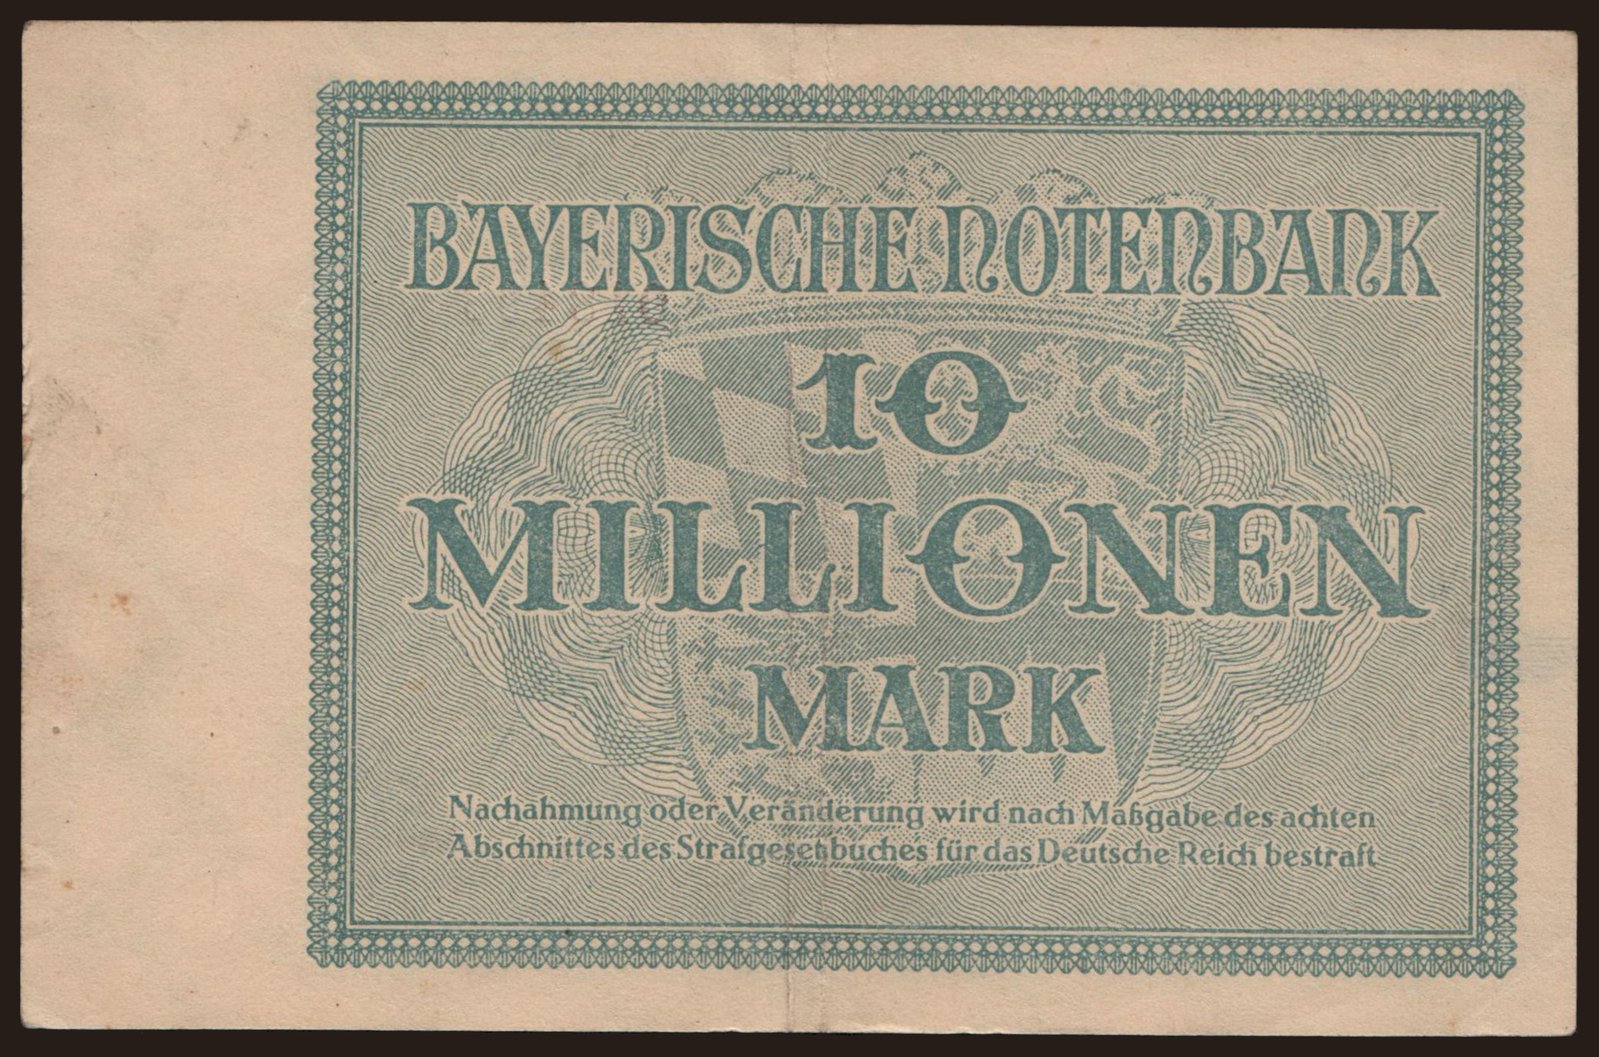 BAYERISCHE NOTENBANK
10
MILLIONEN
MARK
Nachahmung oder Veränderung wird nach Maßgabe des achten
Abschnittes des Strafgesetzbuches für das Deutsche Reich bestraft